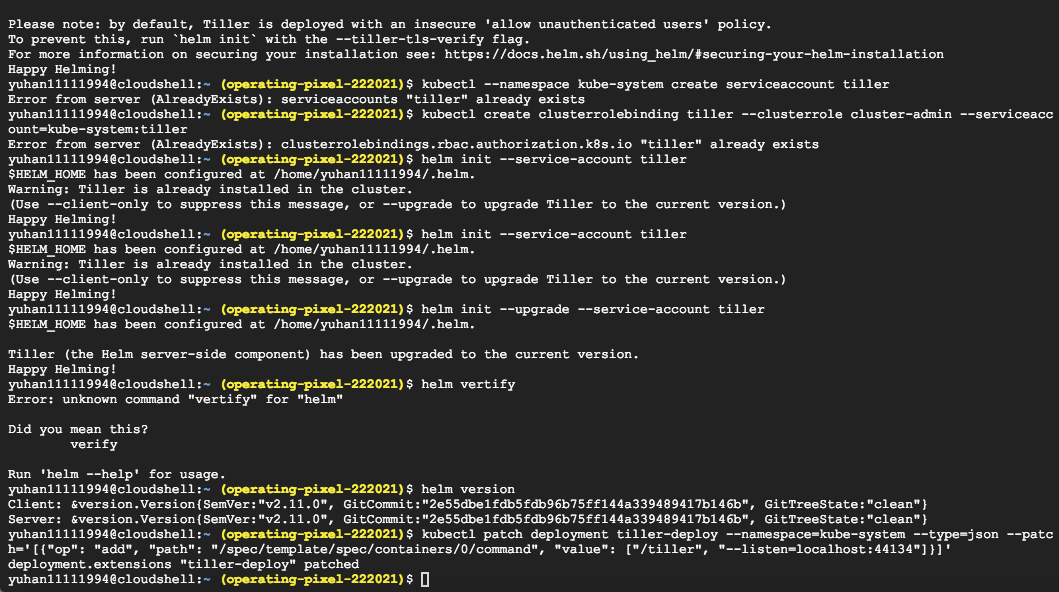 Please note: by default, Tiller is deployed with an insecure 'allow unauthenticated users' policy.
To prevent this, run `helm init` with the --tiller-tls-verify flag.
For more information on securing your installation see: https://docs.helm.sh/using_helm/#securing-your-helm-installation
Happy Helming!
yuhan11111994@cloudshell:~ (operating-pixel-222021)$ kubectl --namespace kube-system create serviceaccount tiller
Error from server (AlreadyExists): serviceaccounts "tiller" already exists
yuhan11111994@cloudshell:~ (operating-pixel-222021)$ kubectl create clusterrolebinding tiller --clusterrole cluster-admin --serviceacc
ount=kube-system:tiller
Error from server (AlreadyExists): clusterrolebindings.rbac.authorization.k8s.io "tiller" already exists
yuhan11111994@cloudshell:~ (operating-pixel-222021)$ helm init --service-account tiller
$HELM_HOME has been configured at /home/yuhan11111994/.helm.
Warning: Tiller is already installed in the cluster.
(Use --client-only to suppress this message, or --upgrade to upgrade Tiller to the current version.)
Happy Helming!
yuhan11111994@cloudshell:~ (operating-pixel-222021)$ helm init --service-account tiller
$HELM_HOME has been configured at /home/yuhan11111994/.helm.
Warning: Tiller is already installed in the cluster.
(Use --client-only to suppress this message, or --upgrade to upgrade Tiller to the current version.)
Happy Helming!
yuhan11111994@cloudshell:~ (operating-pixel-222021)$ helm init --upgrade --service-account tiller
$HELM_HOME has been configured at /home/yuhan11111994/.helm.
Tiller (the Helm server-side component) has been upgraded to the current version.
Happy Helming!
yuhan11111994@cloudshell:~ (operating-pixel-222021)$ helm vertify
Error: unknown command "vertify" for "helm"
Did you mean this?
verify
Run 'helm --help' for usage.
yuhan11111994@cloudshell:~ (operating-pixel-222021)$ helm version
Client: &version.Version{SemVer:"v2.11.0", GitCommit:"2e55dbe1fdb5fdb96b75ff144a339489417b146b", GitTreeState:"clean"}
Server: &version.Version{SemVer:"v2.11.0", GitCommit:"2e55dbe1fdb5fdb96b75ff144a339489417b146b", GitTreeState:"clean"}
yuhan11111994@cloudshell:~ (operating-pixel-222021)$ kubectl patch deployment tiller-deploy --namespace=kube-system --type=json --patc
h='[{"op": "add", "path": "/spec/template/spec/containers/0/command", "value": ["/tiller", "--listen=localhost:44134"]}]'
deployment.extensions "tiller-deploy" patched
yuhan11111994@cloudshell:~ (operating-pixel-222021)$